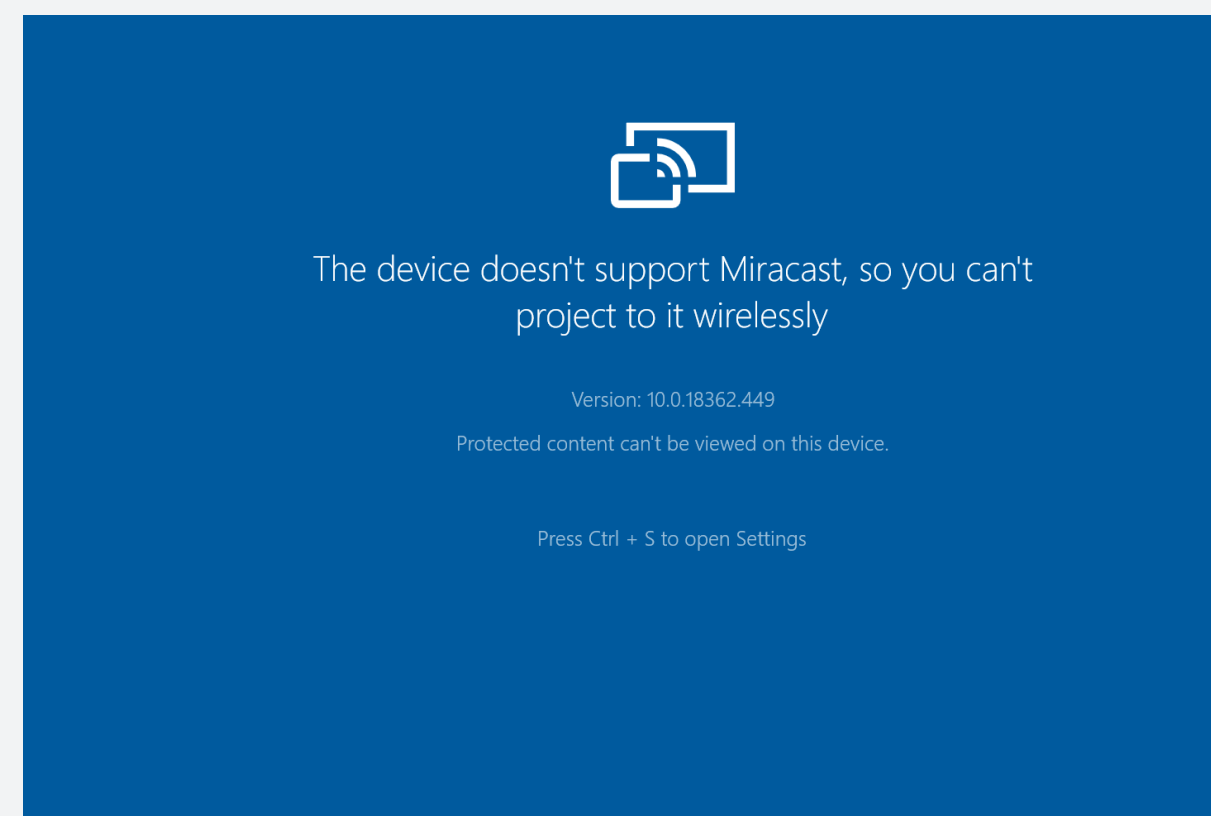 The device doesn't support Miracast, so you can't
project to it wirelessly
Version: 10.0.18362.449
Protected content can't be viewed on this device.
Press Ctrl + S to open Settings